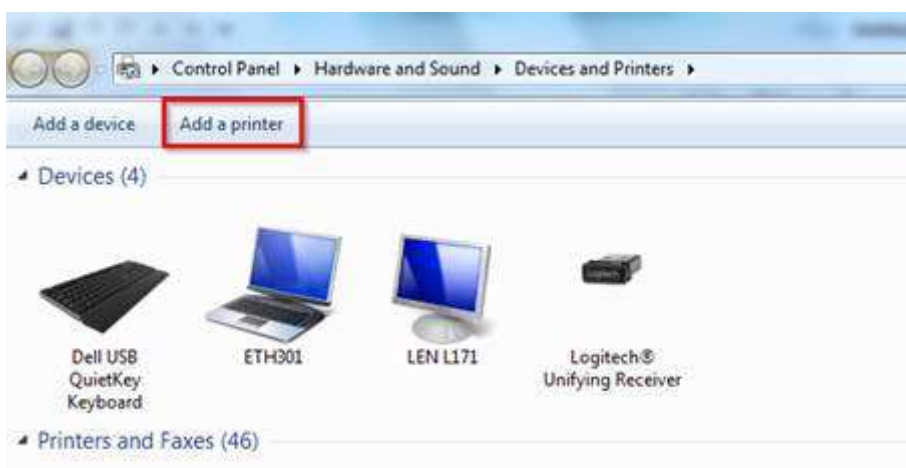 Control Panel Hardware and Sound Devices and Printers
Add a device Add a printer
Devices (4)
Logitech
Dell USB
QuietKey
Keyboard
ETH301
LEN L171
Logitech®
Unifying Receiver
Printers and Faxes (46)